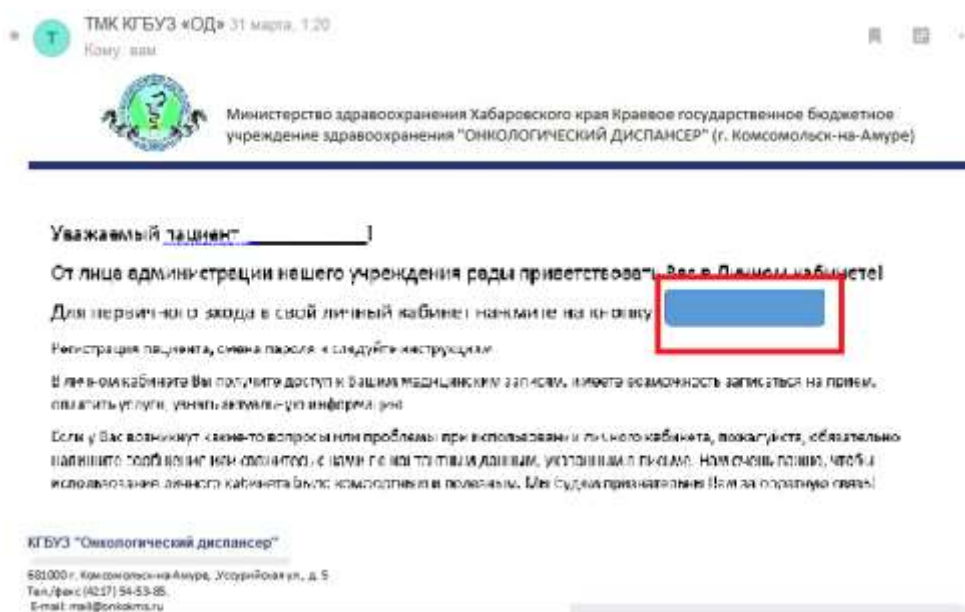 Т
ТМК КГБУЗ «ОД» 31 марта, 1:20
Кому: вам
Министерство здравоохранения Хабаровского края Краевое государственное бюджетное
учреждение здравоохранения "ОНКОЛОГИЧЕСКИЙ ДИСПАНСЕР" (г. Комсомольск-на-Амуре)
Уважаемый пациент ____________!
От лица администрации нашего учреждения рады приветствовать Вас в Личном кабинете!
Для первичного входа в свой личный кабинет нажмите на кнопку
Регистрация пациента, смена пароля и следуйте инструкциям
В личном кабинете Вы получите доступ к Вашим медицинским записям, имеете возможность записаться на прием,
оплатить услуги, узнать актуальную информацию
Если у Вас возникнут какие-то вопросы или проблемы при использовании личного кабинета, пожалуйста, обязательно
напишите сообщение или свяжитесь с нами по контактным данным, указанным в письме. Нам очень важно, чтобы
использование личного кабинета было комфортным и полезным. Мы будем признательны Вам за обратную связь!
КГБУЗ "Онкологический диспансер"
681000 г. Комсомольск-на-Амуре, Уссурийская ул., д. 5
Тел./факс (4217) 54-53-85.
E-mail: mail@onkokms.ru